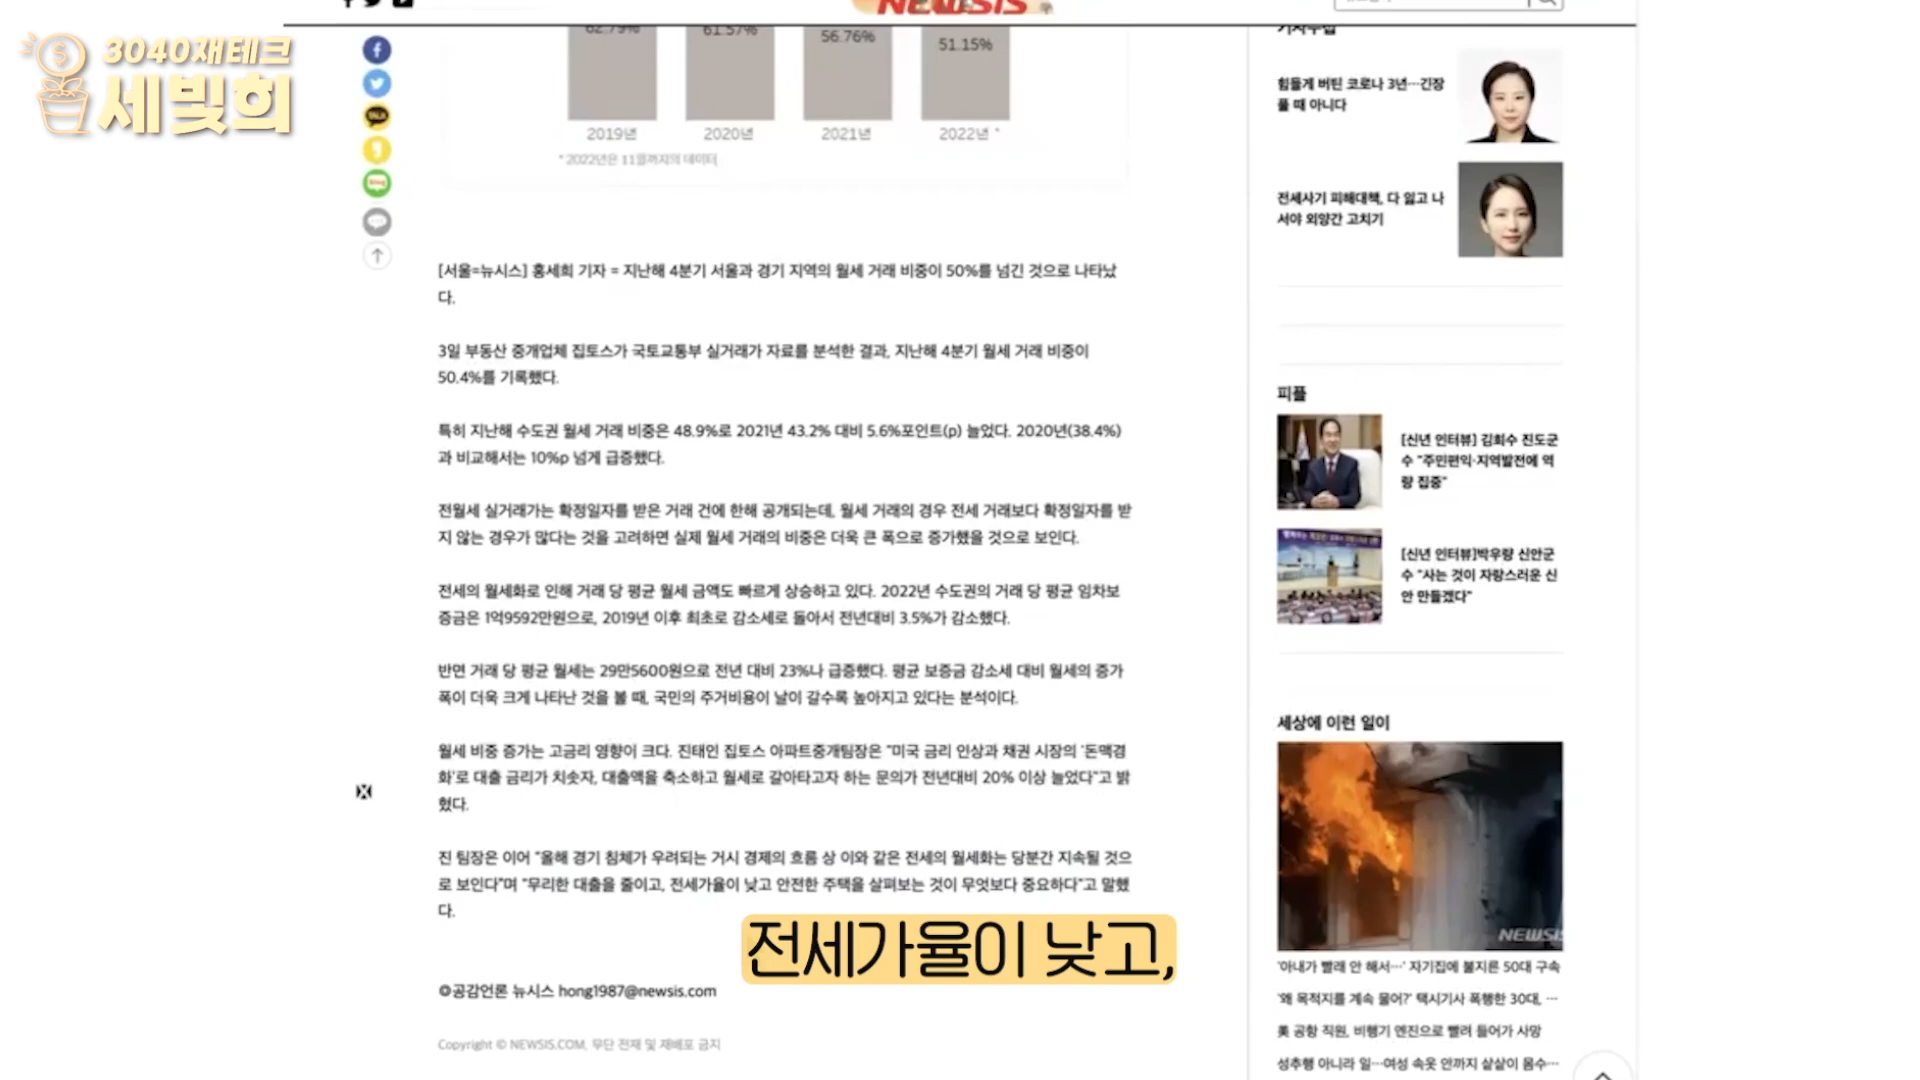 NEWSIS
3040재테크
세빛희
62.79%
61.57%
56.76%
51.15%
2019년
2020년
2021년
2022년 *
* 2022년은 11월까지의 데이터
[서울=뉴시스] 홍세희 기자 = 지난해 4분기 서울과 경기 지역의 월세 거래 비중이 50%를 넘긴 것으로 나타났
다.
3일 부동산 중개업체 집토스가 국토교통부 실거래가 자료를 분석한 결과, 지난해 4분기 월세 거래 비중이
50.4%를 기록했다.
특히 지난해 수도권 월세 거래 비중은 48.9%로 2021년 43.2% 대비 5.6%포인트(p) 늘었다. 2020년(38.4%)
과 비교해서는 10%p 넘게 급증했다.
전월세 실거래가는 확정일자를 받은 거래 건에 한해 공개되는데, 월세 거래의 경우 전세 거래보다 확정일자를 받
지 않는 경우가 많다는 것을 고려하면 실제 월세 거래의 비중은 더욱 큰 폭으로 증가했을 것으로 보인다.
전세의 월세화로 인해 거래 당 평균 월세 금액도 빠르게 상승하고 있다. 2022년 수도권의 거래 당 평균 임차보
증금은 1억9592만원으로, 2019년 이후 최초로 감소세로 돌아서 전년대비 3.5%가 감소했다.
반면 거래 당 평균 월세는 29만5600원으로 전년 대비 23%나 급증했다. 평균 보증금 감소세 대비 월세의 증가
폭이 더욱 크게 나타난 것을 볼 때, 국민의 주거비용이 날이 갈수록 높아지고 있다는 분석이다.
월세 비중 증가는 고금리 영향이 크다. 진태인 집토스 아파트중개팀장은 "미국 금리 인상과 채권 시장의 '돈맥경
화'로 대출 금리가 치솟자, 대출액을 축소하고 월세로 갈아타고자 하는 문의가 전년대비 20% 이상 늘었다"고 밝
혔다.
진 팀장은 이어 "올해 경기 침체가 우려되는 거시 경제의 흐름 상 이와 같은 전세의 월세화는 당분간 지속될 것으
로 보인다"며 "무리한 대출을 줄이고, 전세가율이 낮고 안전한 주택을 살펴보는 것이 무엇보다 중요하다"고 말했
다.
전세가율이 낮고,
◎공감언론 뉴시스 hong1987@newsis.com
Copyright © NEWSIS.COM, 무단 전재 및 재배포 금지
기자수첩
힘들게 버틴 코로나 3년…긴장
풀 때 아니다
전세사기 피해대책, 다 잃고 나
서야 외양간 고치기
피플
[신년 인터뷰] 김희수 진도군
수 "주민편익·지역발전에 역
량 집중"
[신년 인터뷰]박우량 신안군
수 "사는 것이 자랑스러운 신
안 만들겠다"
세상에 이런 일이
NEWSIS
'아내가 빨래 안 해서…' 자기집에 불지른 50대 구속
'왜 목적지를 계속 물어?' 택시기사 폭행한 30대, …
美 공항 직원, 비행기 엔진으로 빨려 들어가 사망
성추행 아니라 일…여성 속옷 안까지 샅샅이 몸수…